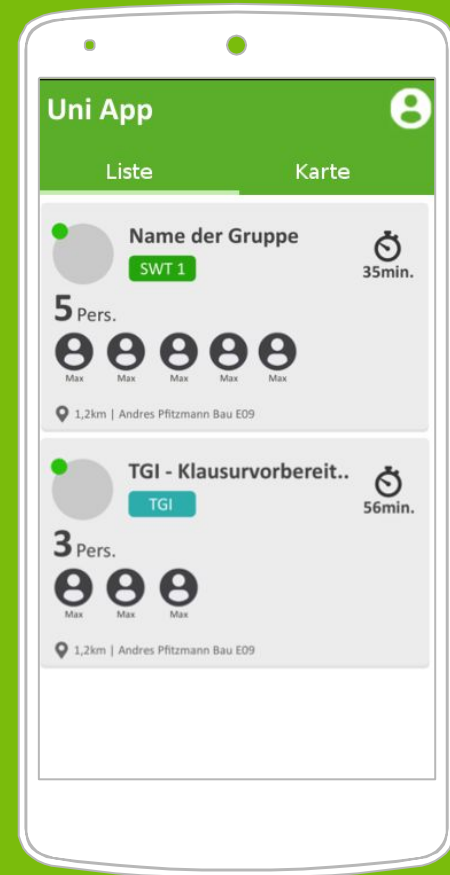 Uni App
Liste Karte
Name der Gruppe
SWT 1
35min.
5 Pers.
Max Max Max Max Max
1,2km | Andres Pfitzmann Bau E09
TGI - Klausurvorbereit..
TGI
56min.
3 Pers.
Max Max Max
1,2km | Andres Pfitzmann Bau E09